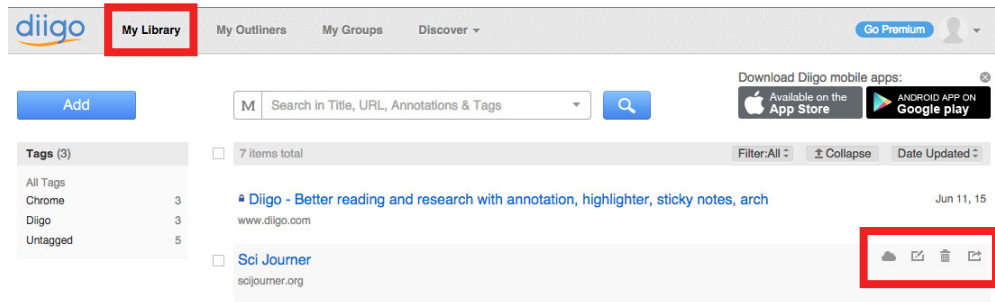 diigo My Library My Outliners My Groups Discover Go Premium
Download Diigo mobile apps:
Add M Search in Title, URL, Annotations & Tags Available on the App Store ANDROID APP ON Google play
Tags (3) 7 items total Filter:All Collapse Date Updated
All Tags
Chrome 3
Diigo 3
Untagged 5
Diigo - Better reading and research with annotation, highlighter, sticky notes, arch Jun 11, 15
www.diigo.com
Sci Journer
scijourner.org